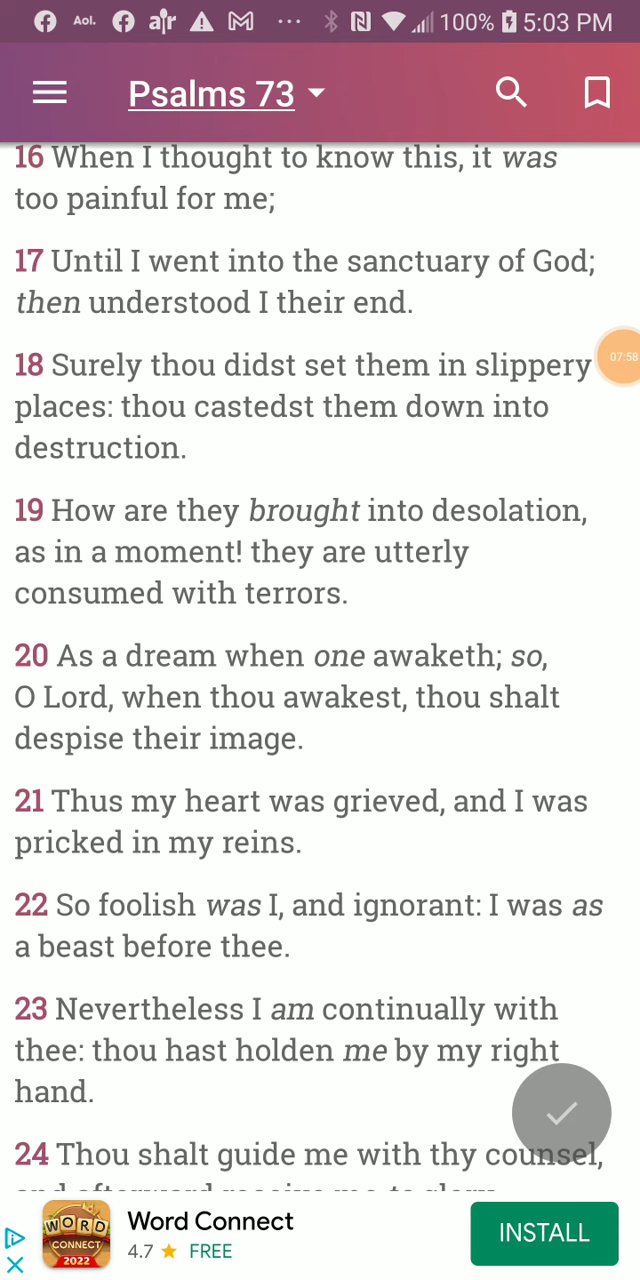 Aol.
100%
5:03 PM
Psalms 73
16 When I thought to know this, it was
too painful for me;
17 Until I went into the sanctuary of God;
then understood I their end.
07:58
18 Surely thou didst set them in slippery
places: thou castedst them down into
destruction.
19 How are they brought into desolation,
as in a moment! they are utterly
consumed with terrors.
20 As a dream when one awaketh; so,
O Lord, when thou awakest, thou shalt
despise their image.
21 Thus my heart was grieved, and I was
pricked in my reins.
22 So foolish was I, and ignorant: I was as
a beast before thee.
23 Nevertheless I am continually with
thee: thou hast holden me by my right
hand.
24 Thou shalt guide me with thy counsel,
WORD
CONNECT
2022
Word Connect
4.7 ★ FREE
INSTALL